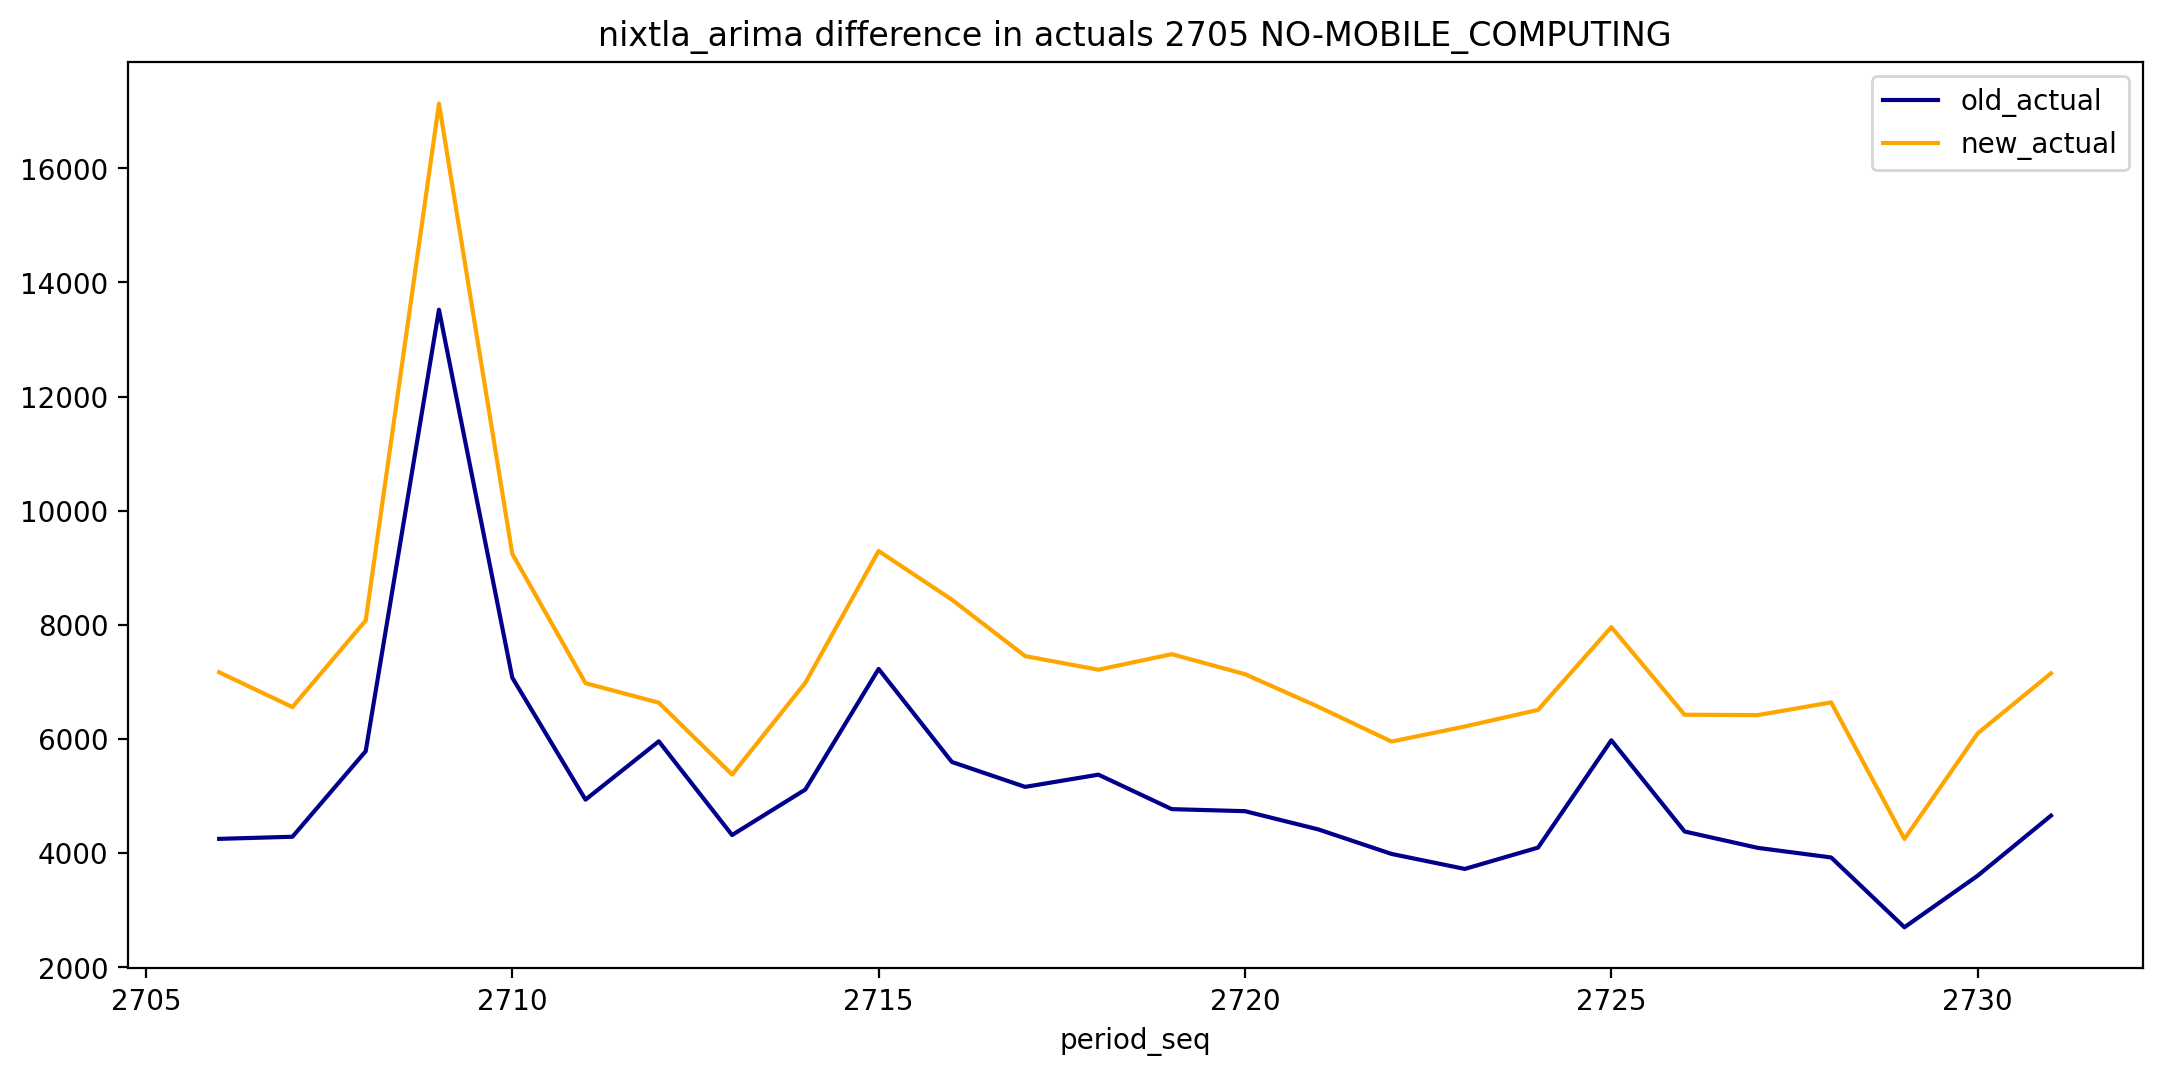 nixtla_arima difference in actuals 2705 NO-MOBILE_COMPUTING
old_actual
new_actual
16000
14000
12000
10000
8000
6000
4000
2000
2705 2710 2715 2720 2725 2730
period_seq